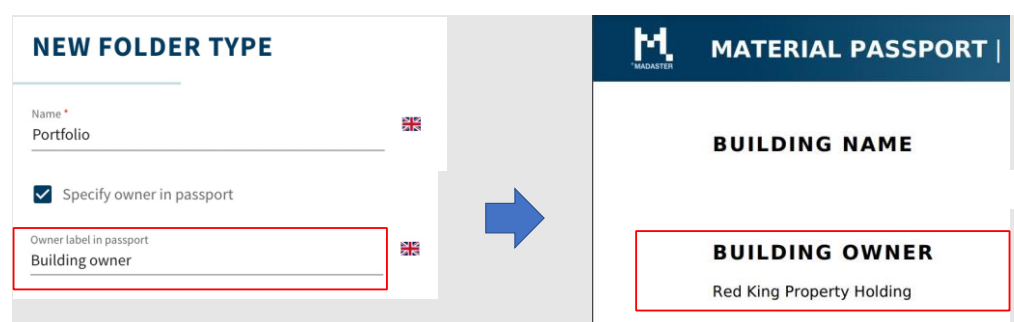 NEW FOLDER TYPE
Name *
Portfolio
Specify owner in passport
Owner label in passport
Building owner
MADASTER
MATERIAL PASSPORT |
BUILDING NAME
BUILDING OWNER
Red King Property Holding